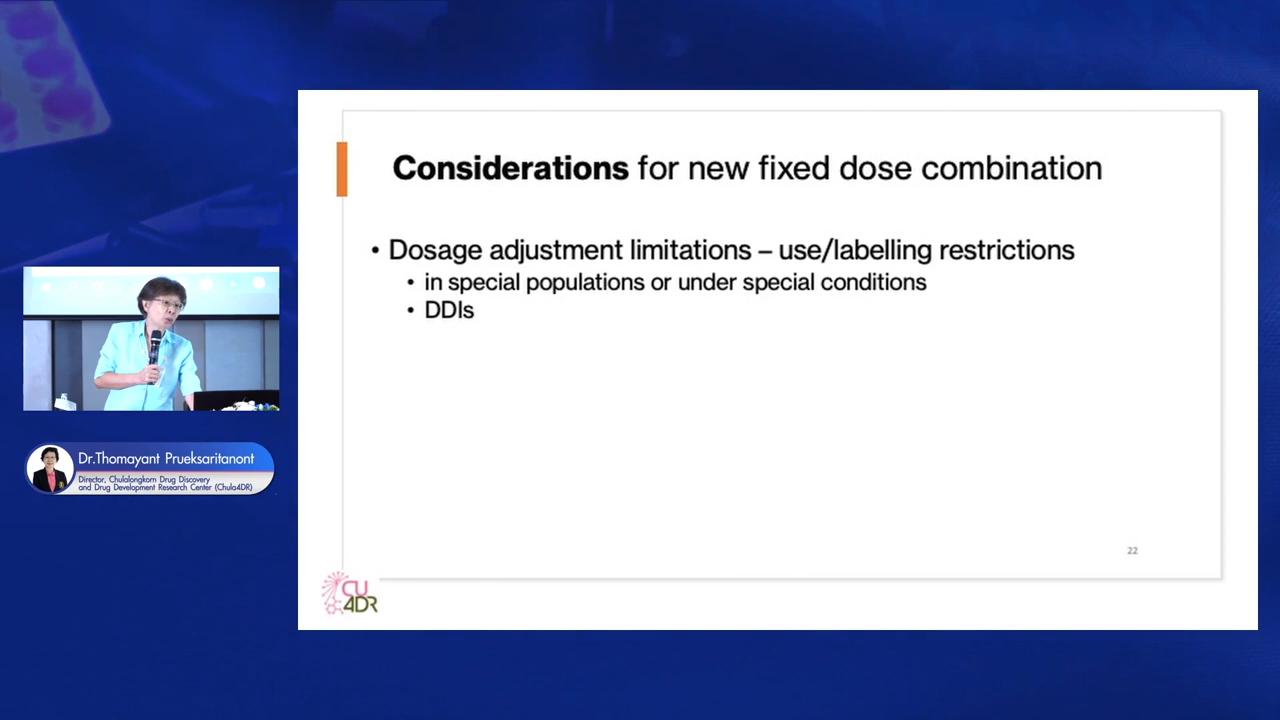 Considerations for new fixed dose combination
• Dosage adjustment limitations – use/labelling restrictions
• in special populations or under special conditions
• DDIs
22
CU
4DR
Dr.Thomayant Prueksaritanont
Director, Chulalongkorn Drug Discovery
and Drug Development Research Center (Chula4DR)